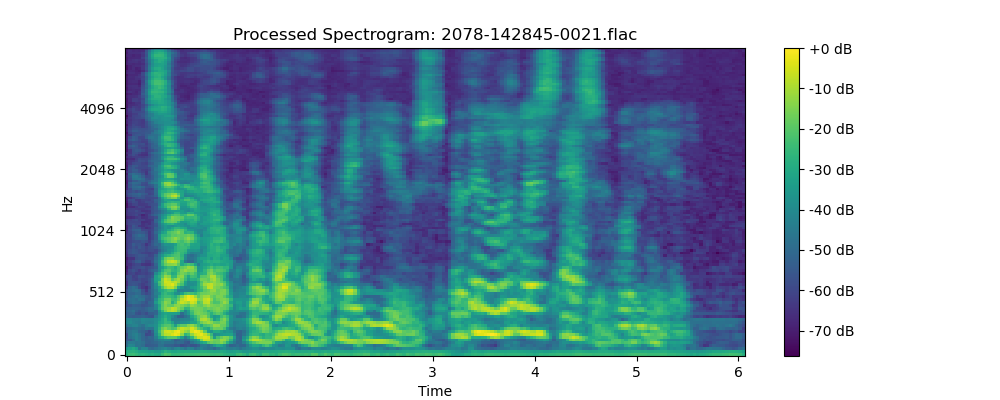 Processed Spectrogram: 2078-142845-0021.flac
Hz
4096
2048
1024
512
0
0 1 2 3 4 5 6
Time
+0 dB
-10 dB
-20 dB
-30 dB
-40 dB
-50 dB
-60 dB
-70 dB